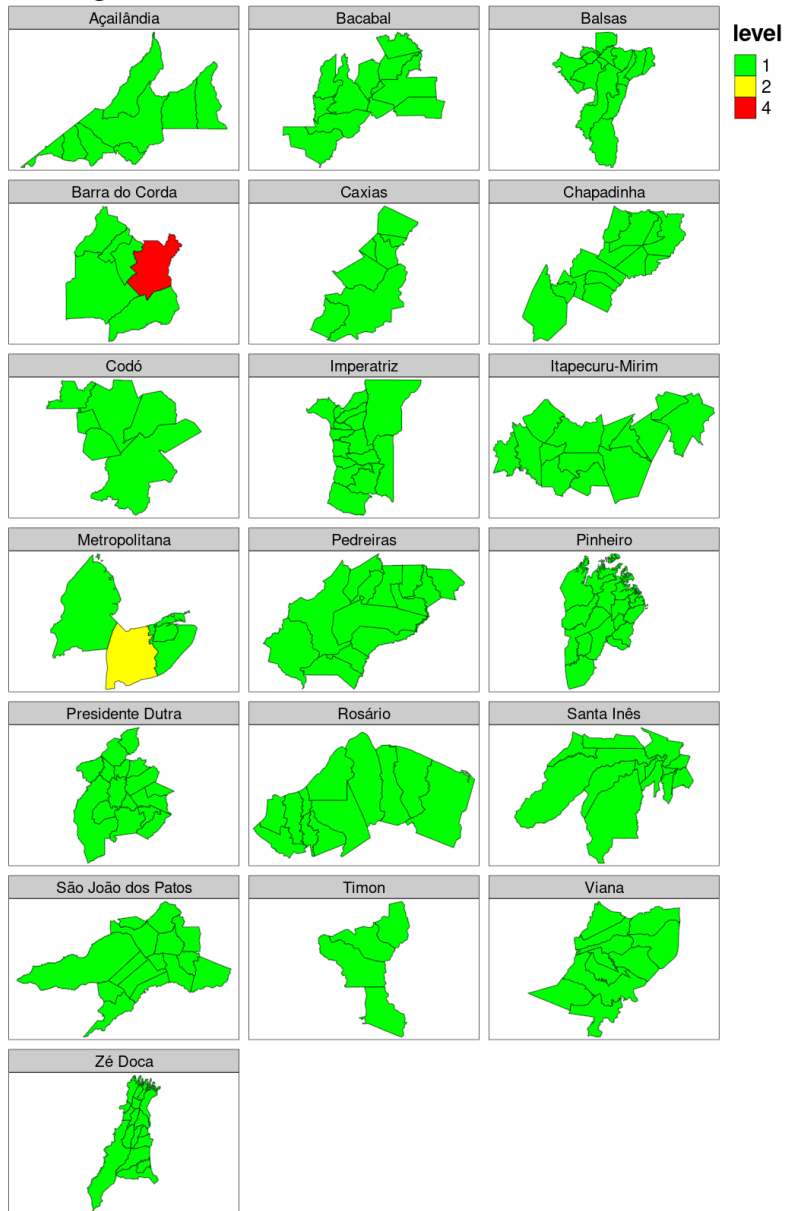 Açailândia
Bacabal
Balsas
level
1
2
4
Barra do Corda
Caxias
Chapadinha
Codó
Imperatriz
Itapecuru-Mirim
Metropolitana
Pedreiras
Pinheiro
Presidente Dutra
Rosário
Santa Inês
São João dos Patos
Timon
Viana
Zé Doca